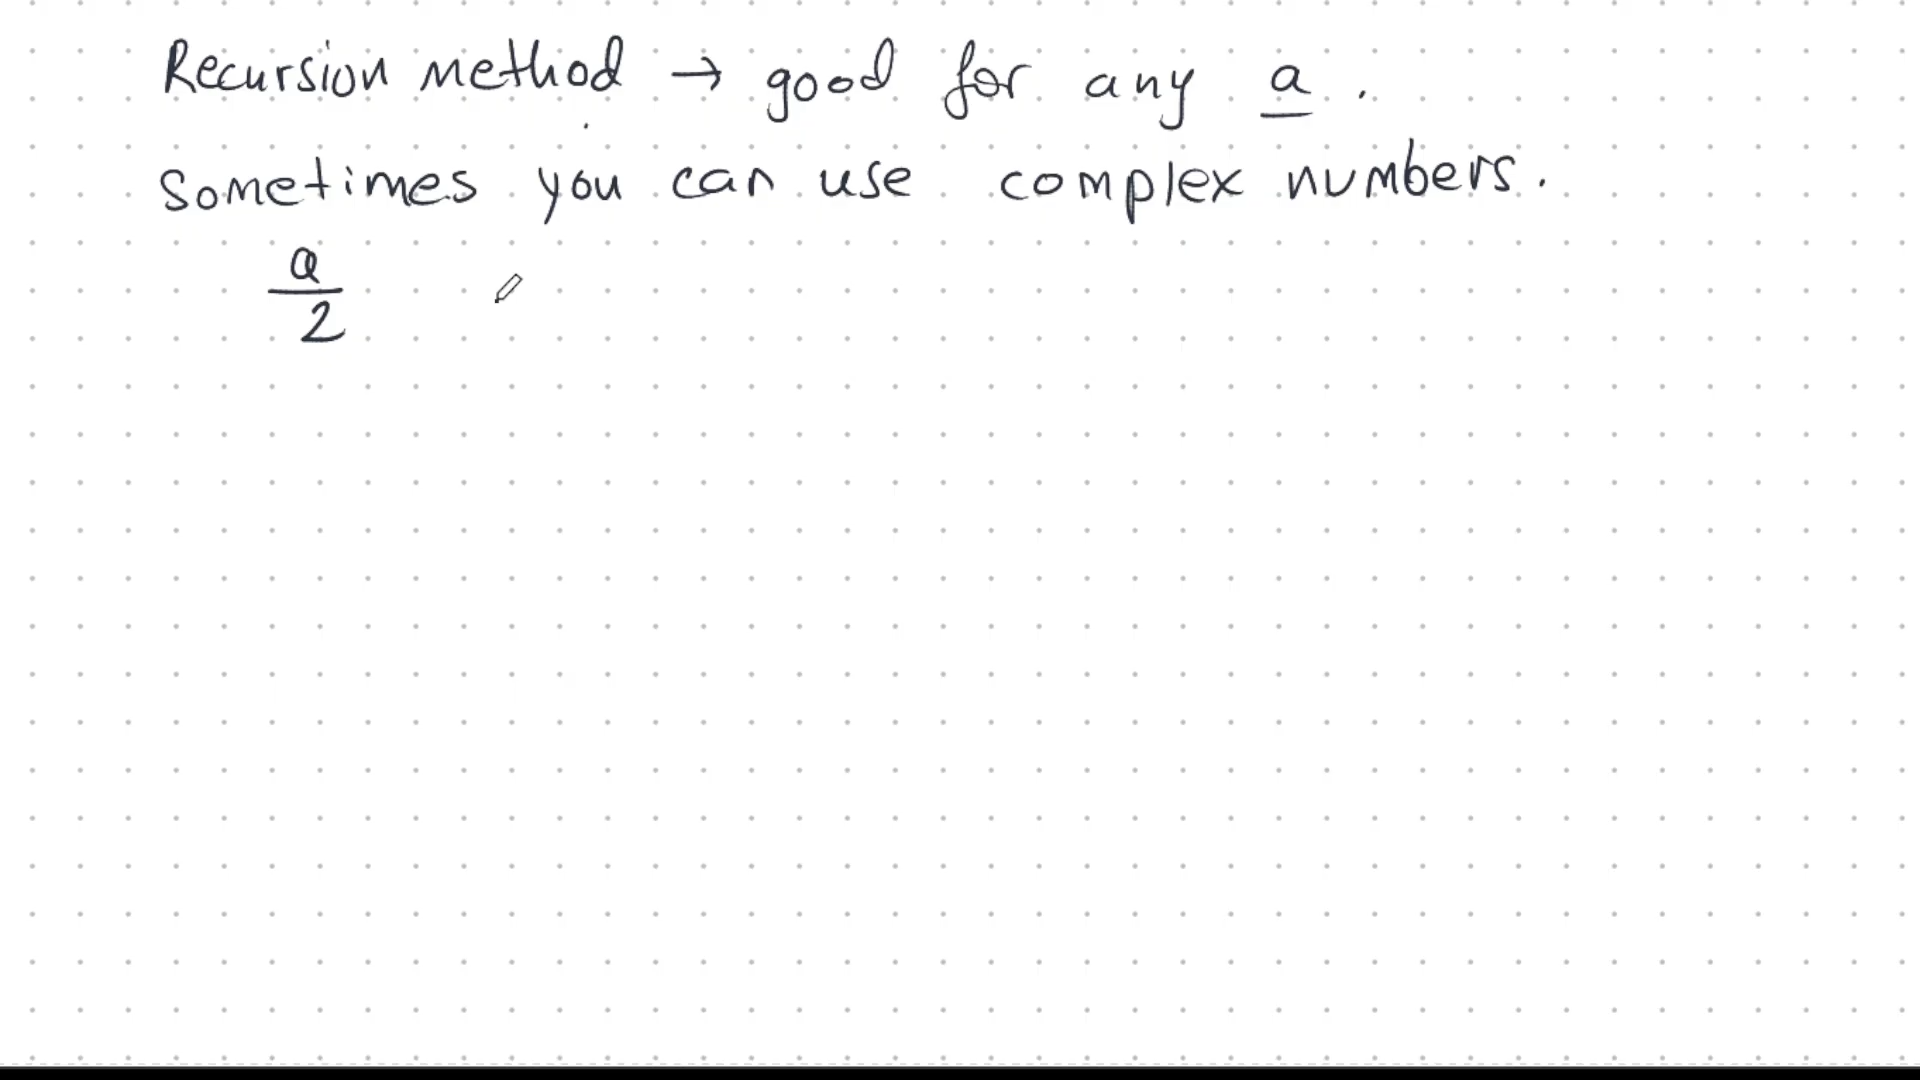 Recursion method → good for any a.
Sometimes you can use complex numbers.
a
2